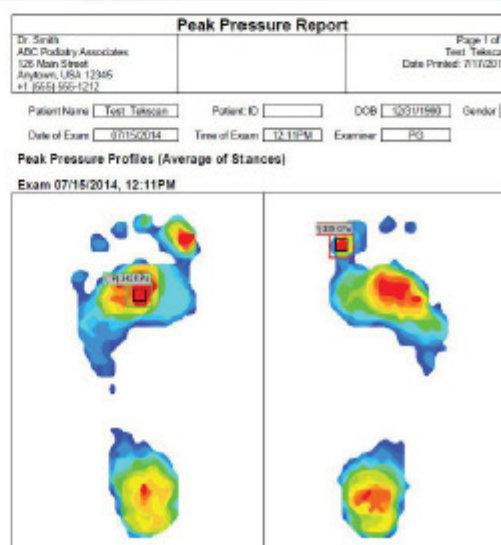 Peak Pressure Report
Dr. Smith
ABC Podiatry Associates
126 Main Street
Anytown, USA 12345
+1 (555) 555-1212
Page 1 of
Test Tekscan
Date Printed: 7/17/201
Patient Name Test Tekscan Patient ID DOB 12/31/1980 Gender
Date of Exam 07/15/2014 Time of Exam 12:11PM Examiner PG
Peak Pressure Profiles (Average of Stances)
Exam 07/15/2014, 12:11PM